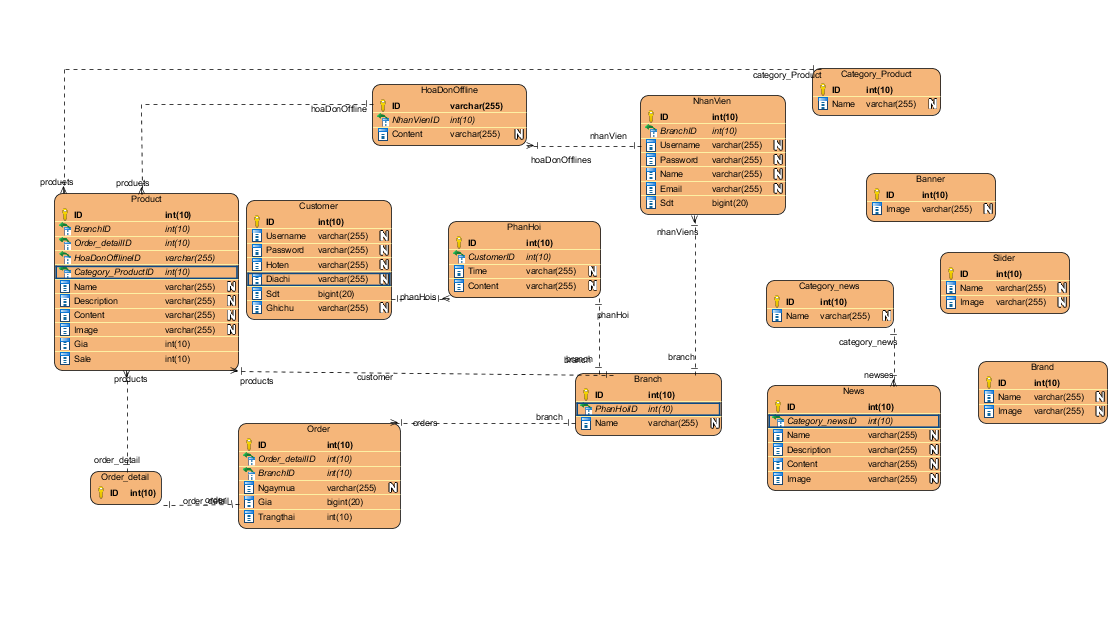 category_Product
Category_Product
ID int(10)
Name varchar(255) N
hoaDonOffline
HoaDonOffline
ID varchar(255)
NhanVienID int(10)
Content varchar(255) N
nhanVien
hoaDonOfflines
NhanVien
ID int(10)
BranchID int(10)
Username varchar(255) N
Password varchar(255) N
Name varchar(255) N
Email varchar(255) N
Sdt bigint(20)
nhanViens
Banner
ID int(10)
Image varchar(255) N
products
products
Product
ID int(10)
BranchID int(10)
Order_detailID int(10)
HoaDonOfflineID varchar(255)
Category_ProductID int(10)
Name varchar(255) N
Description varchar(255) N
Content varchar(255) N
Image varchar(255) N
Gia int(10)
Sale int(10)
products
products
Customer
ID int(10)
Username varchar(255) N
Password varchar(255) N
Hoten varchar(255) N
Diachi varchar(255) N
Sdt bigint(20)
Ghichu varchar(255) N
phanHois
PhanHoi
ID int(10)
CustomerID int(10)
Time varchar(255) N
Content varchar(255) N
phanHoi
Slider
ID int(10)
Name varchar(255) N
Image varchar(255) N
Category_news
ID int(10)
Name varchar(255) N
category_news
newses
branch
branch
customer
Branch
ID int(10)
PhanHoiID int(10)
Name varchar(255) N
Brand
ID int(10)
Name varchar(255) N
Image varchar(255) N
News
ID int(10)
Category_newsID int(10)
Name varchar(255) N
Description varchar(255) N
Content varchar(255) N
Image varchar(255) N
branch
orders
Order
ID int(10)
Order_detailID int(10)
BranchID int(10)
Ngaymua varchar(255) N
Gia bigint(20)
Trangthai int(10)
order_detail
Order_detail
ID int(10)
order_detail
order